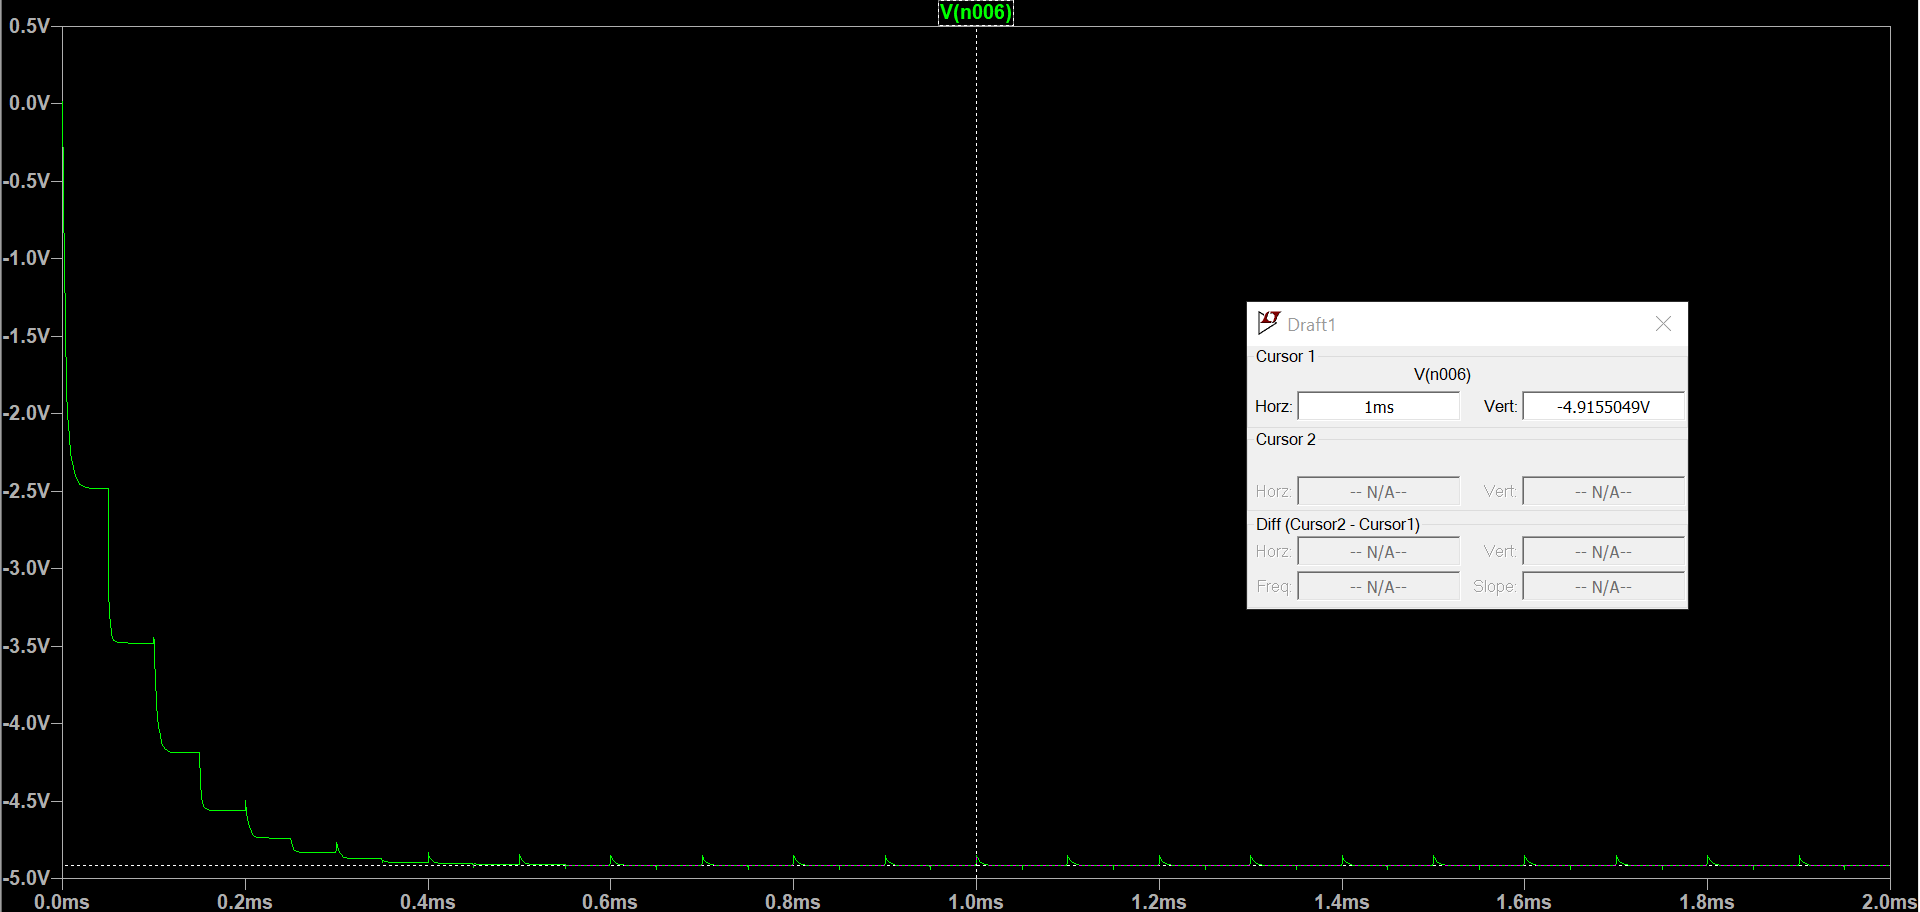 V(n006)
0.5V
0.0V
-0.5V
-1.0V
-1.5V
-2.0V
-2.5V
-3.0V
-3.5V
-4.0V
-4.5V
-5.0V
0.0ms 0.2ms 0.4ms 0.6ms 0.8ms 1.0ms 1.2ms 1.4ms 1.6ms 1.8ms 2.0ms
Draft1
Cursor 1
V(n006)
Horz: 1ms Vert: -4.9155049V
Cursor 2
Horz: -- N/A-- Vert: -- N/A--
Diff (Cursor2 - Cursor1)
Horz: -- N/A-- Vert: -- N/A--
Freq: -- N/A-- Slope: -- N/A--